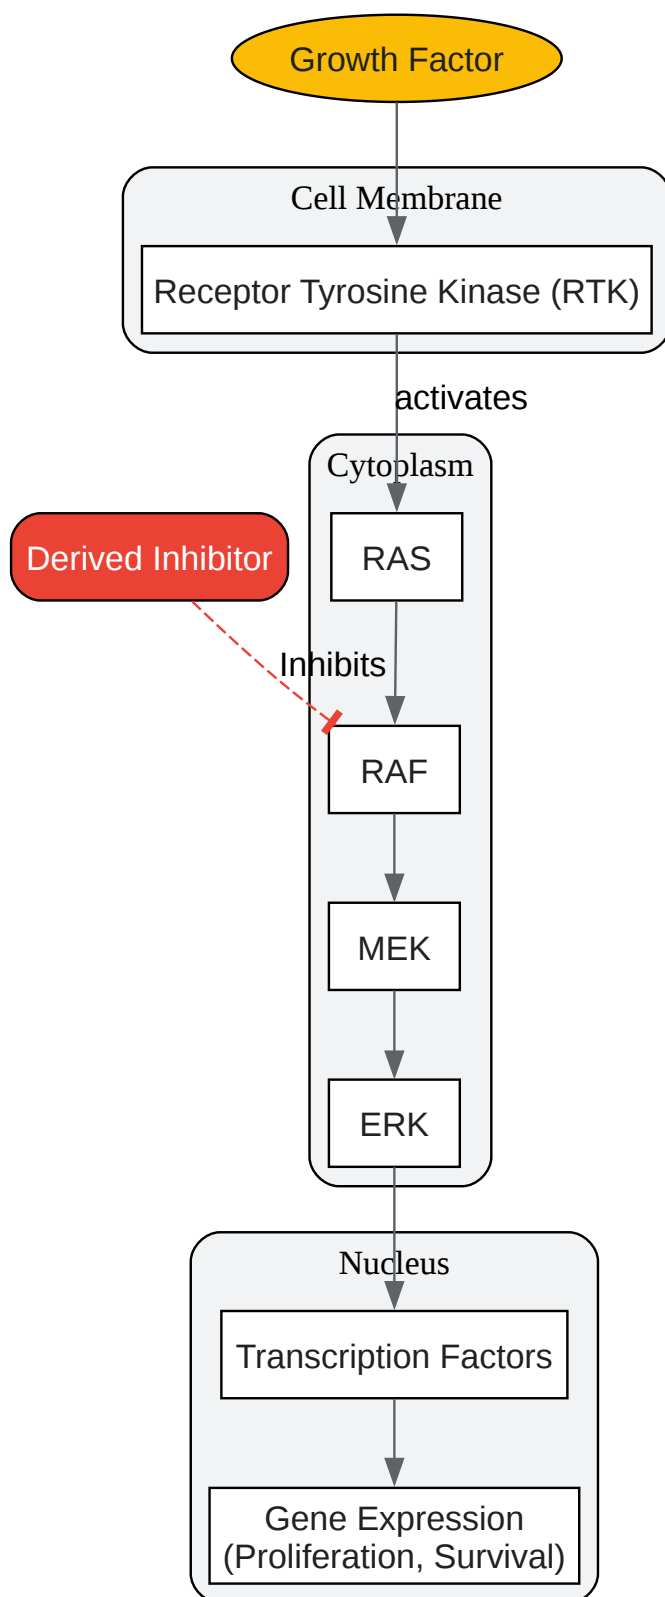 Growth Factor
Cell Membrane
Receptor Tyrosine Kinase (RTK)
activates
Cytoplasm
RAS
Derived Inhibitor
Inhibits
RAF
MEK
ERK
Nucleus
Transcription Factors
Gene Expression
(Proliferation, Survival)